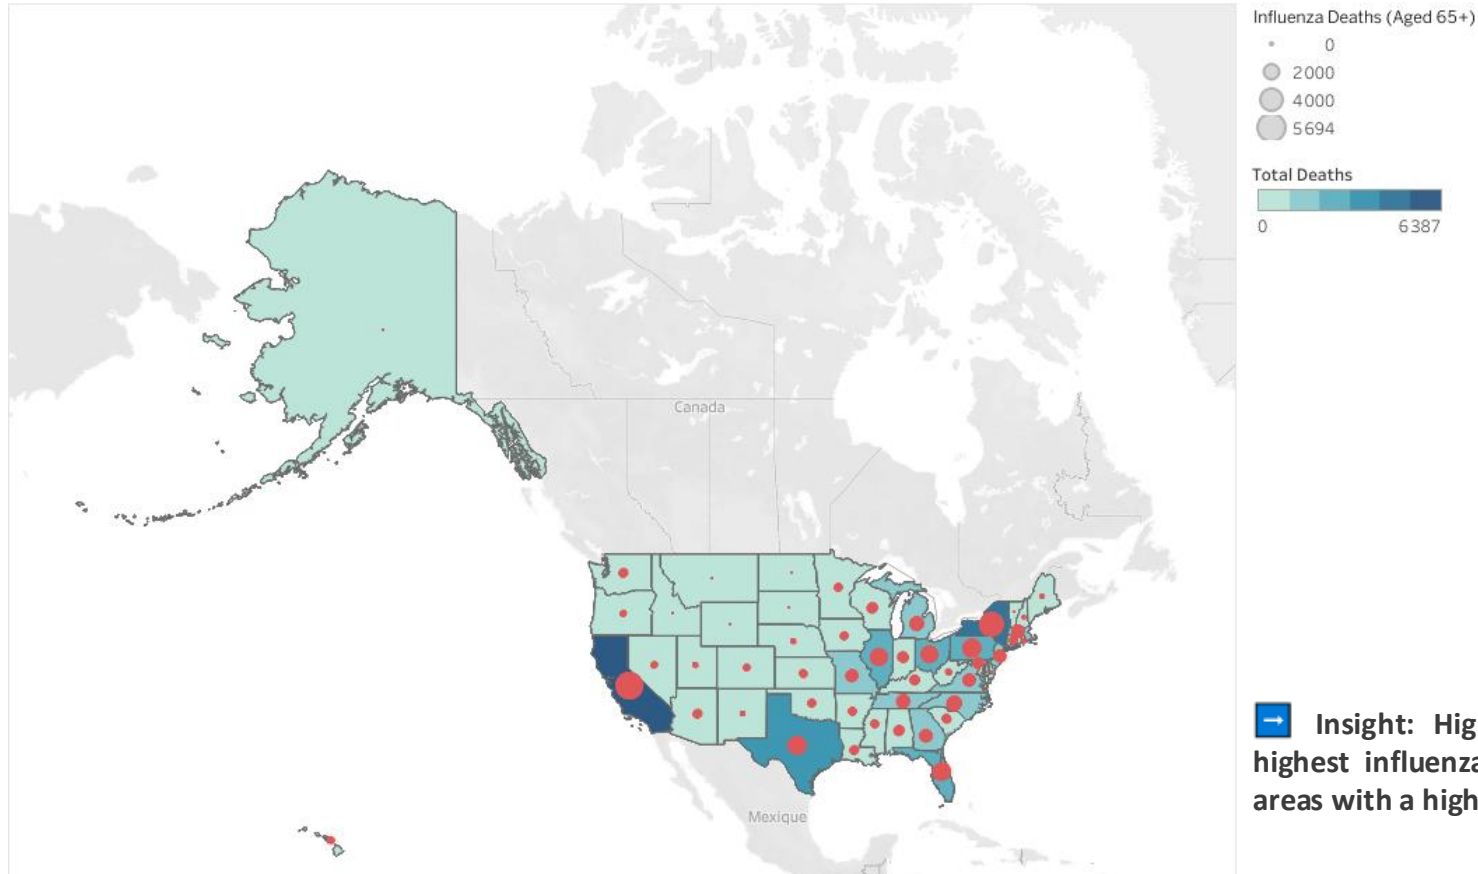 Influenza Deaths (Aged 65+)
0
2000
4000
5694
Total Deaths
0 6387
Canada
Mexique
Insight: Hig
highest influenza
areas with a high